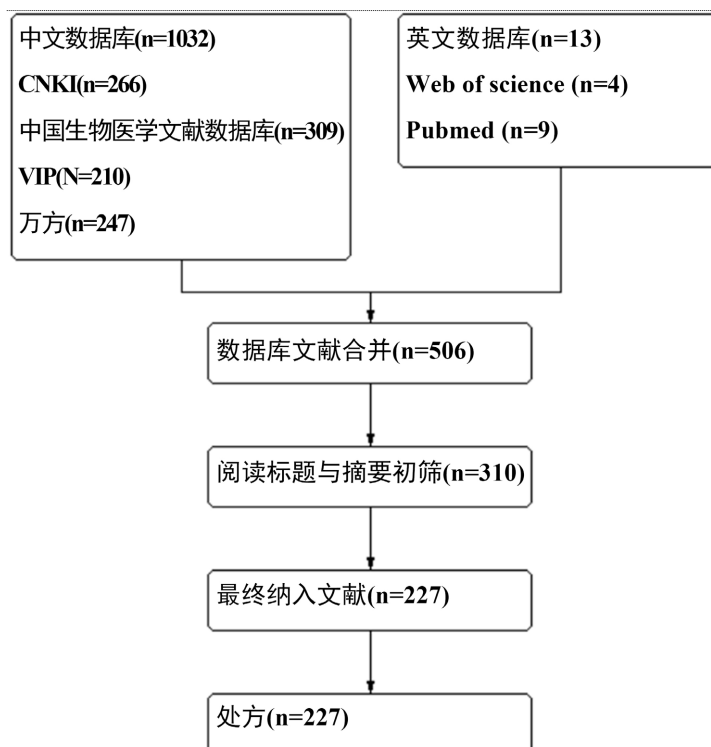 中文数据库(n=1032)
CNKI(n=266)
中国生物医学文献数据库(n=309)
VIP(N=210)
万方(n=247)
英文数据库(n=13)
Web of science (n=4)
Pubmed (n=9)
数据库文献合并(n=506)
阅读标题与摘要初筛(n=310)
最终纳入文献(n=227)
处方(n=227)